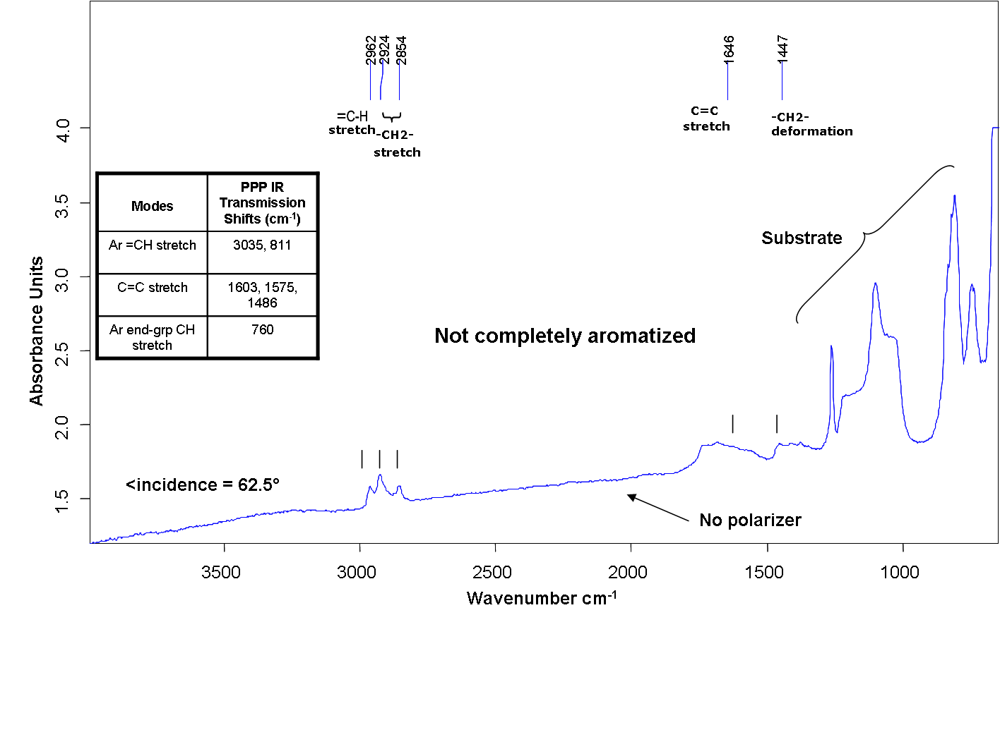 2962
2924
2854
1646
1447
=C-H
stretch
-CH2-
stretch
C=C
stretch
-CH2-
deformation
4.0
3.5
3.0
2.5
2.0
1.5
Absorbance Units
Modes
PPP IR
Transmission
Shifts (cm-1)
Ar =CH stretch
3035, 811
C=C stretch
1603, 1575,
1486
Ar end-grp CH
stretch
760
Substrate
Not completely aromatized
<incidence = 62.5°
No polarizer
3500
3000
2500
2000
1500
1000
Wavenumber cm-1